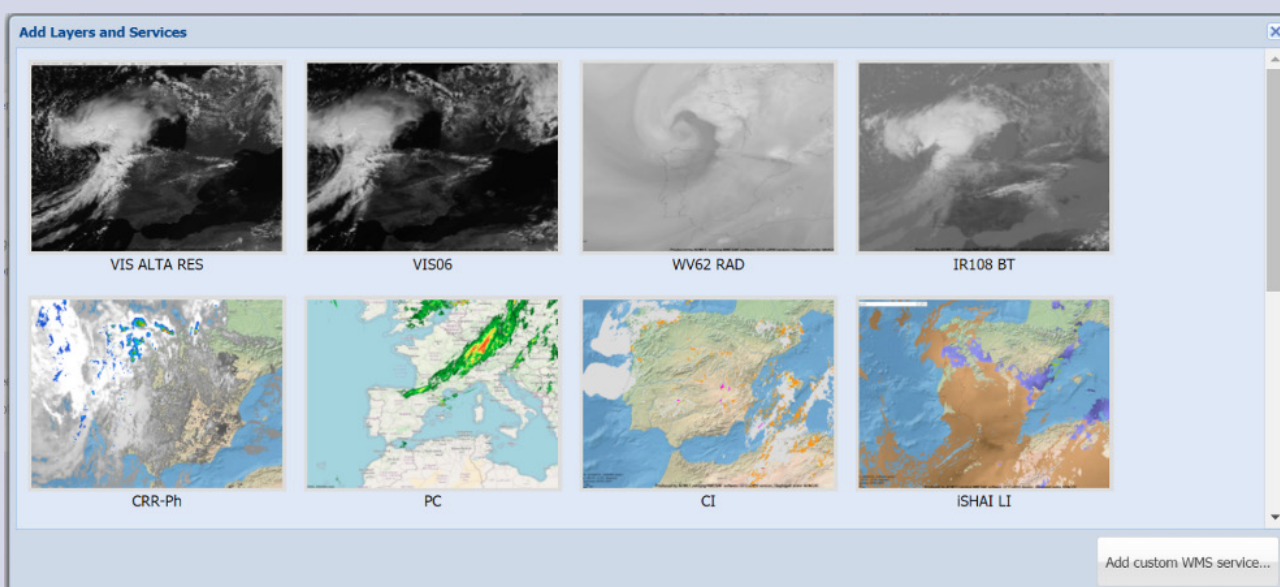 Add Layers and Services
VIS ALTA RES
VIS06
WV62 RAD
IR108 BT
CRR-Ph
PC
CI
iSHAI LI
Add custom WMS service...